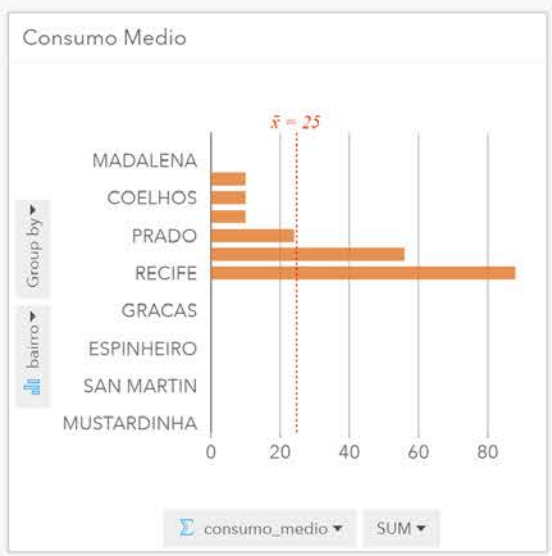 Consumo Medio
x̄ = 25
MADALENA
COELHOS
PRADO
RECIFE
GRACAS
ESPINHEIRO
SAN MARTIN
MUSTARDINHA
0 20 40 60 80
Group by
bairro
Σ consumo_medio
SUM